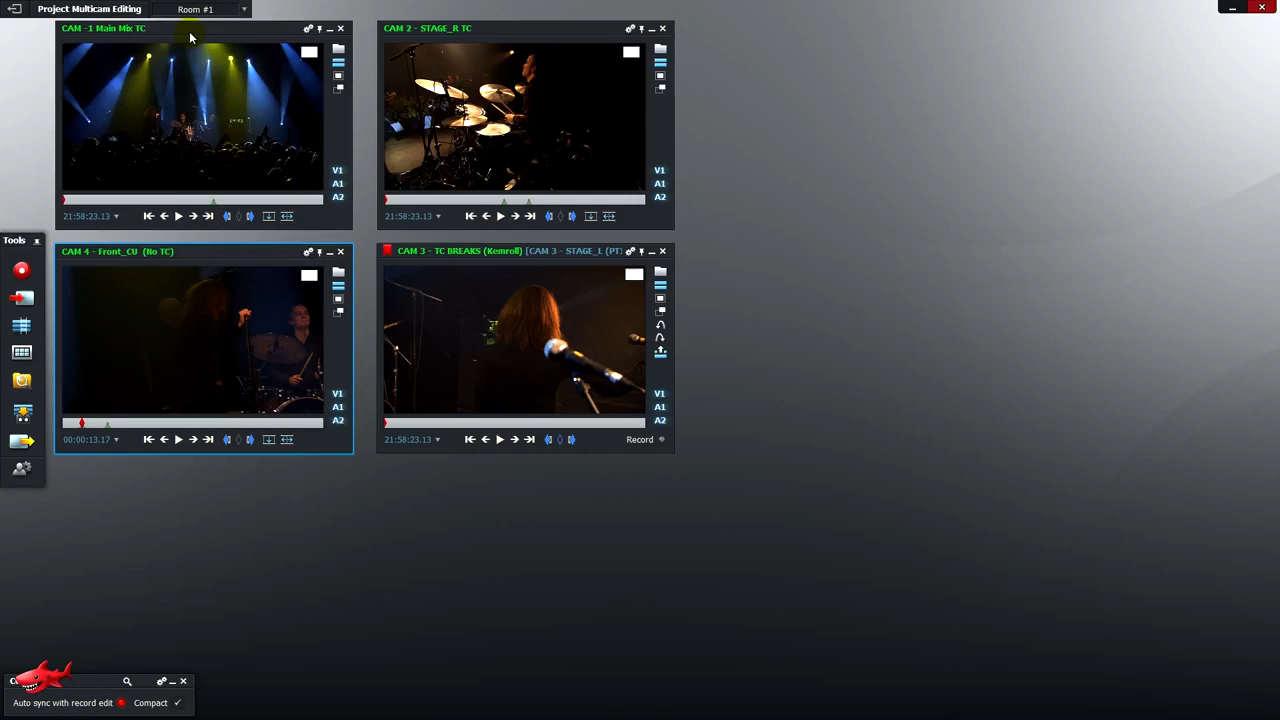 Project Multicam Editing
Room #1
CAM -1 Main Mix TC
V1
A1
A2
21:58:23.13
CAM 2 - STAGE_R TC
V1
A1
A2
21:58:23.13
Tools
CAM 4 - Front_CU (No TC)
V1
A1
A2
00:00:13.17
CAM 3 - TC BREAKS (Kemroll) [CAM 3 - STAGE_L (PT:
V1
A1
A2
21:58:23.13
Record
Auto sync with record edit
Compact